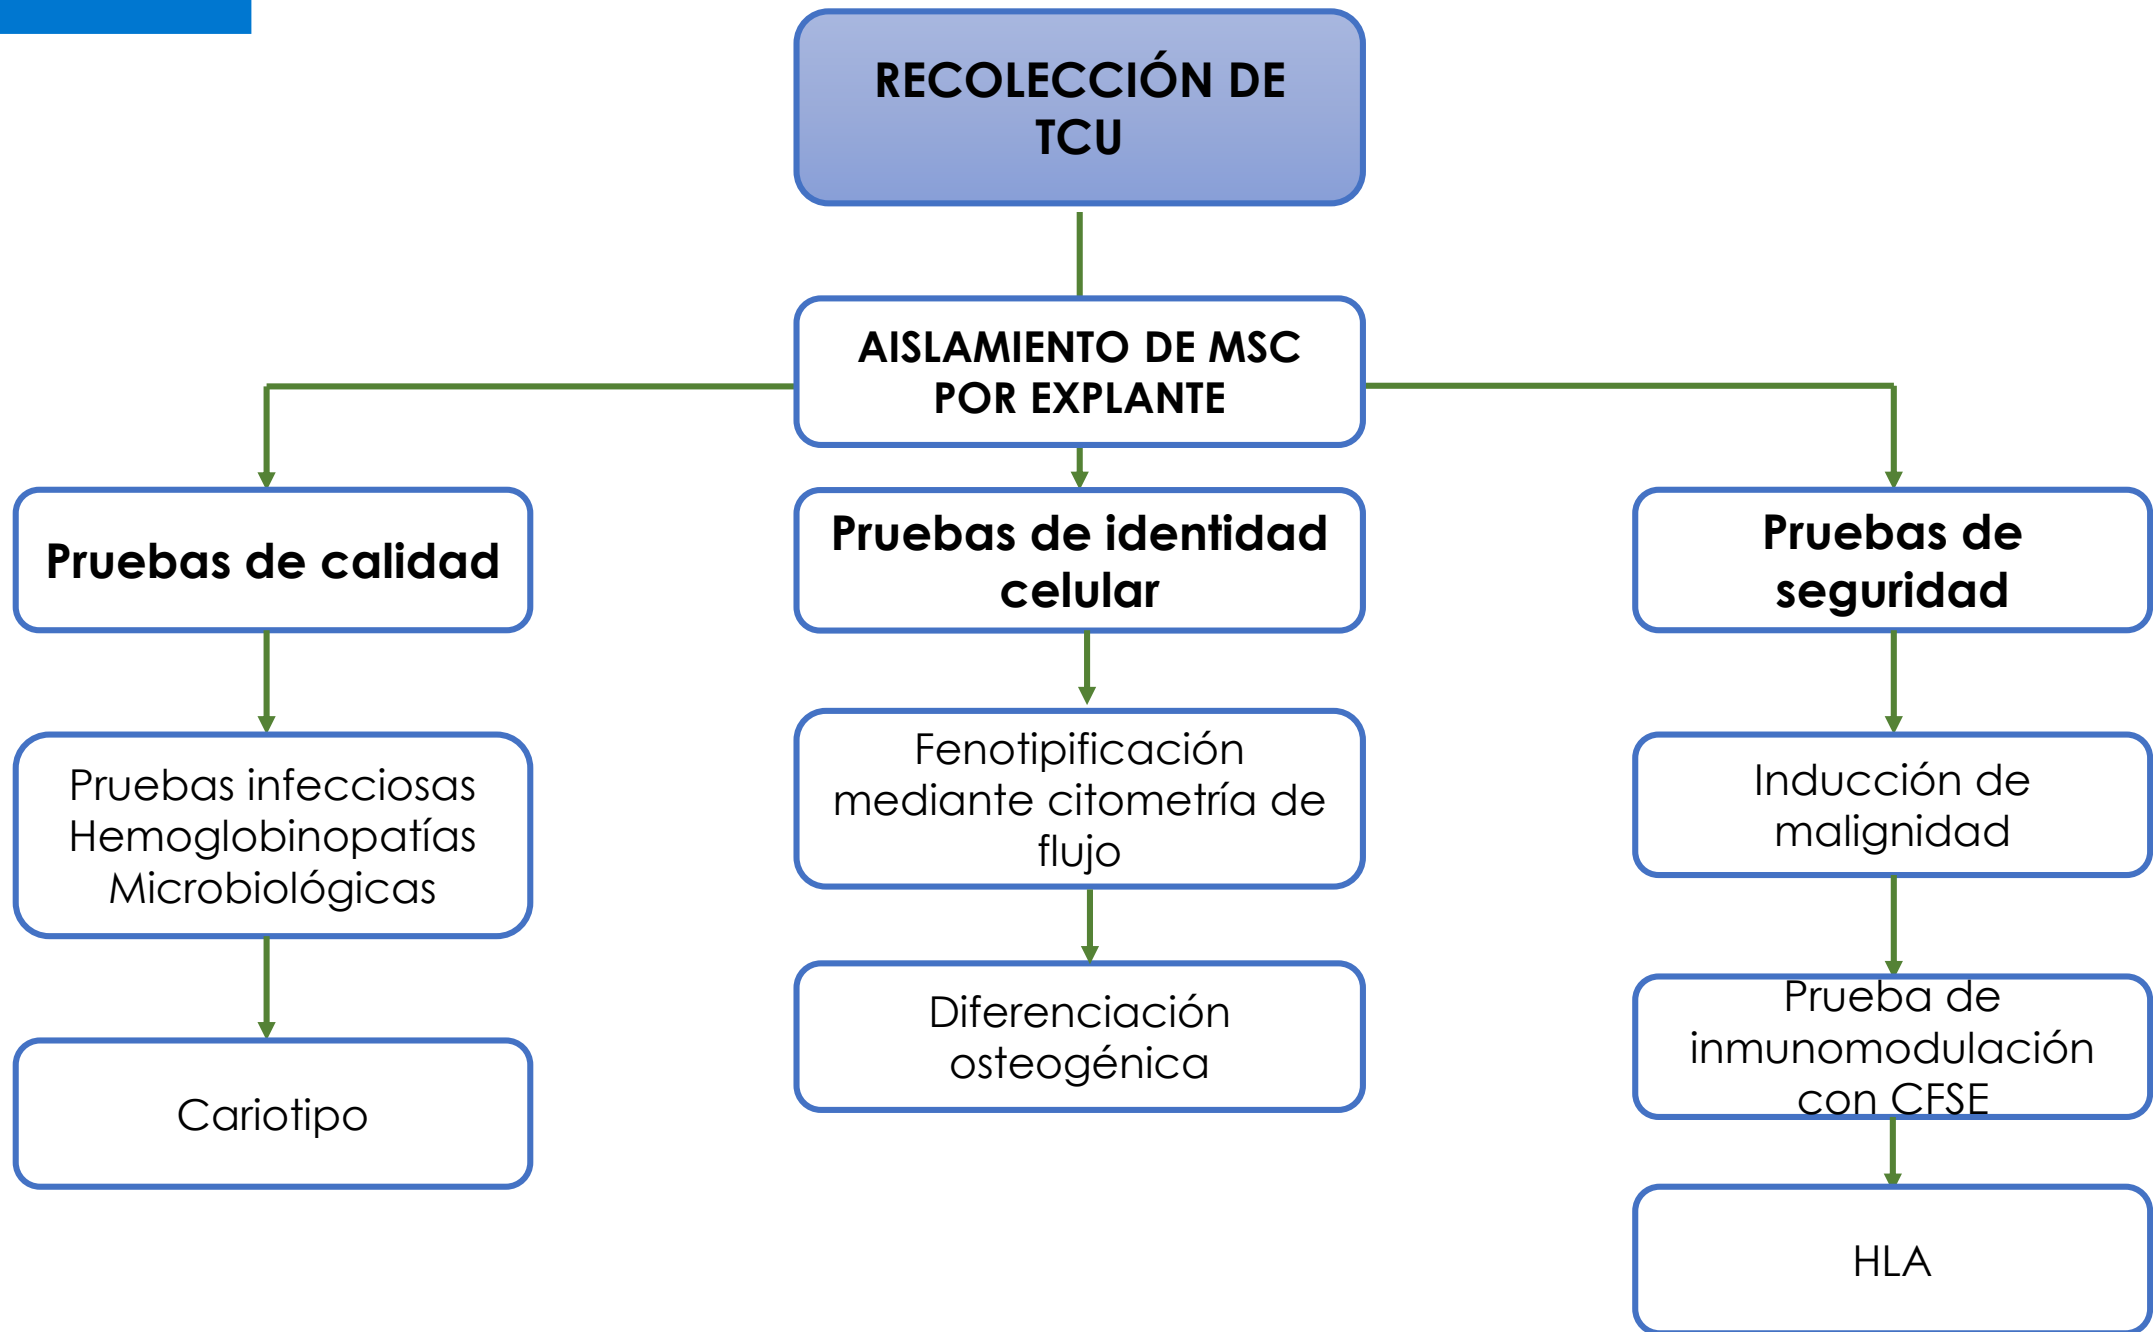 RECOLECCIÓN DE
TCU
AISLAMIENTO DE MSC
POR EXPLANTE
Pruebas de calidad
Pruebas infecciosas
Hemoglobinopatías
Microbiológicas
Cariotipo
Pruebas de identidad
celular
Fenotipificación
mediante citometría de
flujo
Diferenciación
osteogénica
Pruebas de
seguridad
Inducción de
malignidad
Prueba de
inmunomodulación
con CFSE
HLA